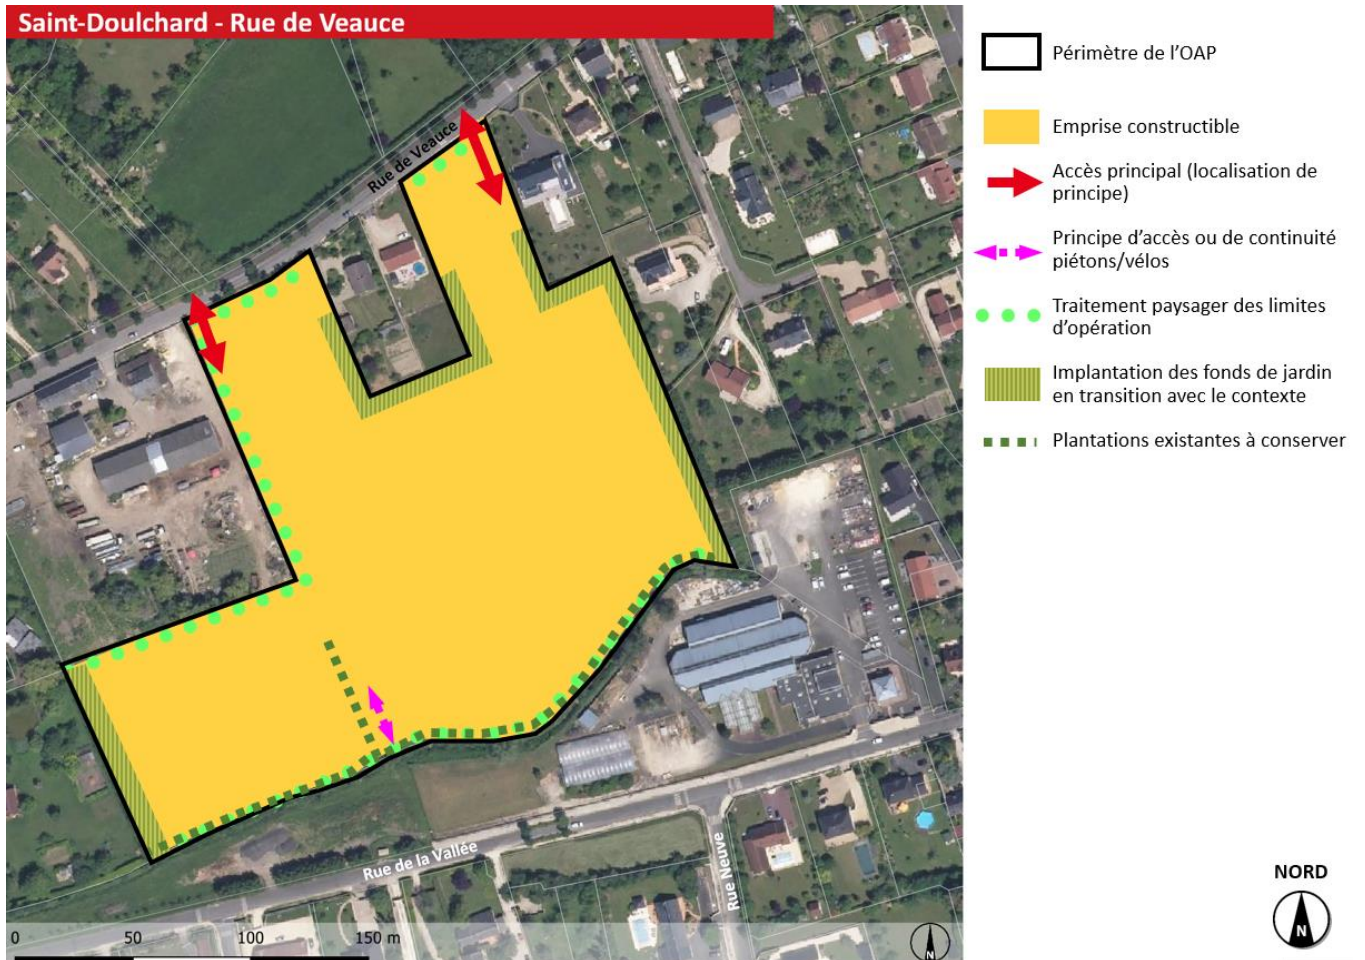 Saint-Doulchard - Rue de Veauce
Périmètre de l'OAP
Emprise constructible
Accès principal (localisation de
principe)
Principe d'accès ou de continuité
piétons/vélos
Traitement paysager des limites
d'opération
Implantation des fonds de jardin
en transition avec le contexte
Plantations existantes à conserver
Rue de Veauce
Rue de la Vallée
Rue Neuve
0 50 100 150 m
N
NORD
N